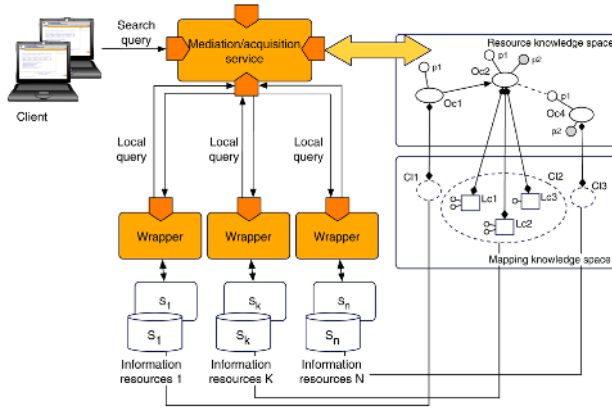 Search
query
Mediation/acquisition
service
Client
Resource knowledge space
p1
Oc2
p2
p1
Oc1
Oc4
p2
Local
query
Local
query
Local
query
Cl1
Cl2
Cl3
Lc1
Lc3
Lc2
Mapping knowledge space
Wrapper
Wrapper
Wrapper
s1
sk
sn
S1
Sk
Sn
Information
resources 1
Information
resources K
Information
resources N